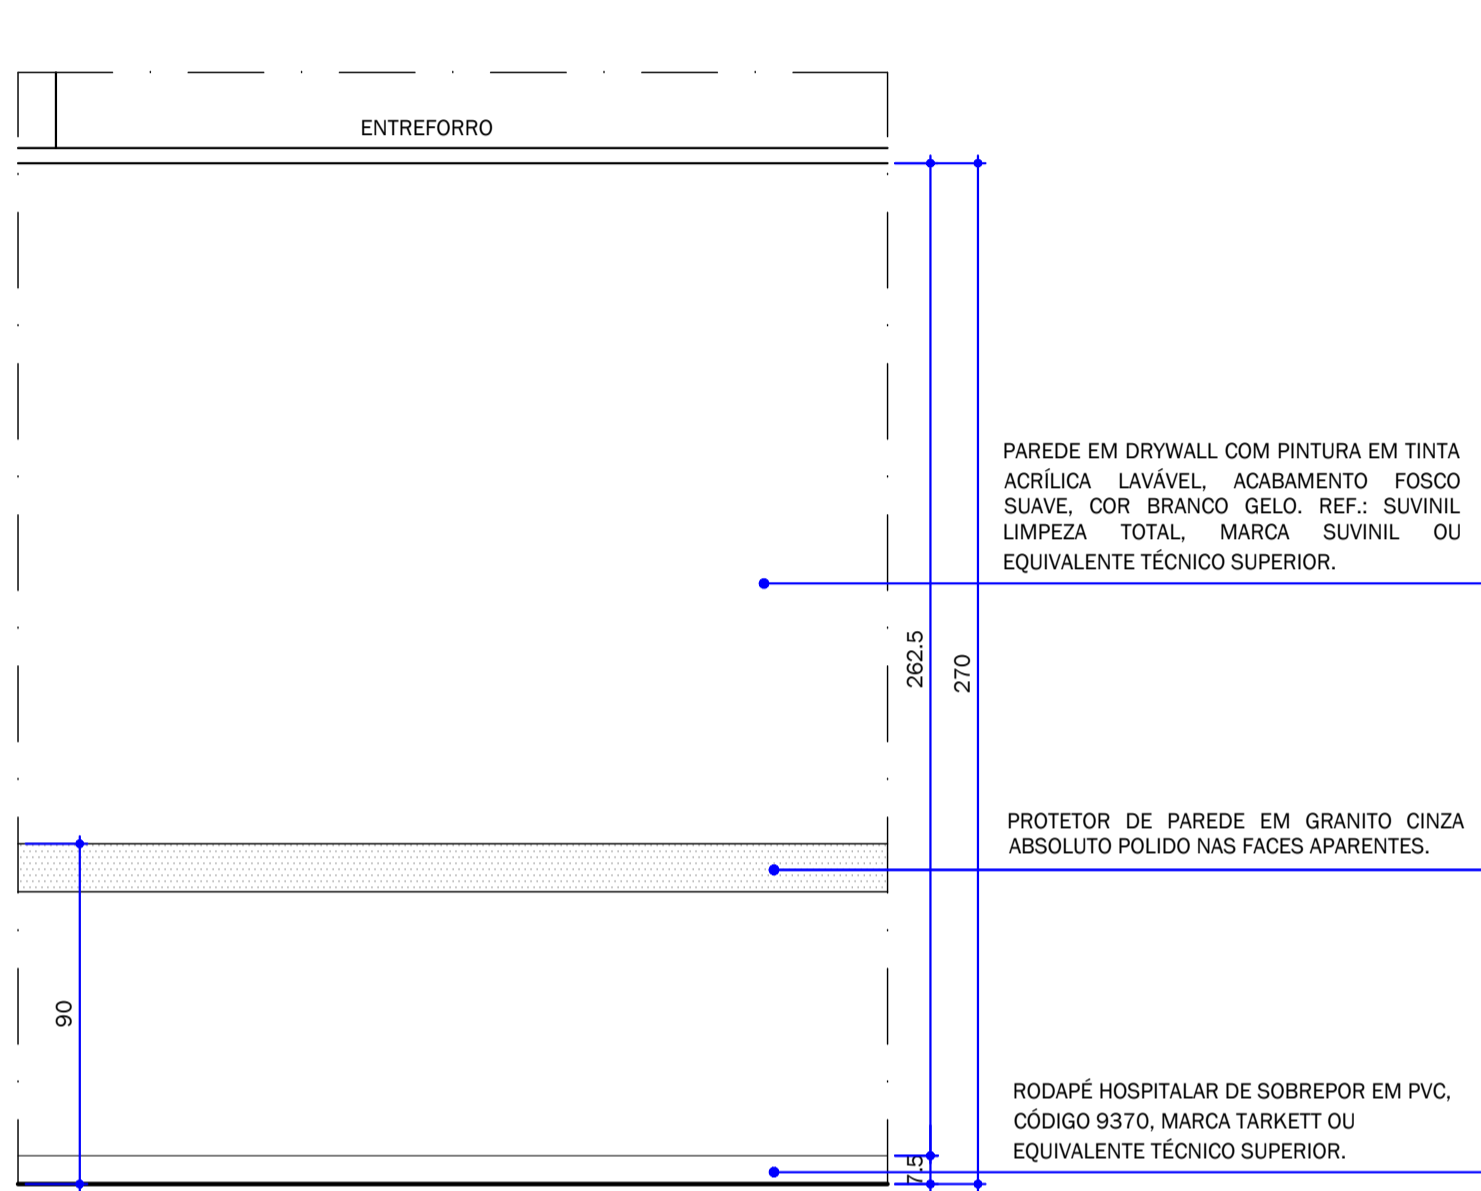 ENTREFORRO
PAREDE EM DRYWALL COM PINTURA EM TINTA
ACRÍLICA LAVÁVEL, ACABAMENTO FOSCO
SUAVE, COR BRANCO GELO. REF.: SUVINIL
LIMPEZA TOTAL, MARCA SUVINIL OU
EQUIVALENTE TÉCNICO SUPERIOR.
262.5
270
PROTETOR DE PAREDE EM GRANITO CINZA
ABSOLUTO POLIDO NAS FACES APARENTES.
90
RODAPÉ HOSPITALAR DE SOBREPOR EM PVC,
CÓDIGO 9370, MARCA TARKETT OU
EQUIVALENTE TÉCNICO SUPERIOR.
7.5